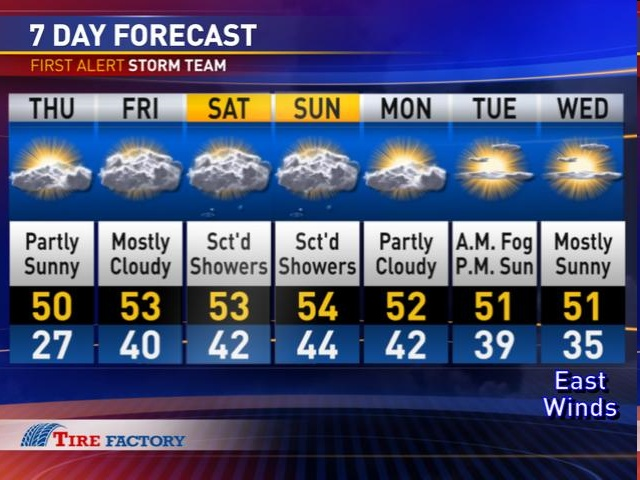 7 DAY FORECAST
FIRST ALERT STORM TEAM
THU FRI SAT SUN MON TUE WED
Partly Mostly Sct'd Sct'd Partly A.M. Fog Mostly
Sunny Cloudy Showers Showers Cloudy P.M. Sun Sunny
50 53 53 54 52 51 51
27 40 42 44 42 39 35
East
Winds
TIRE FACTORY